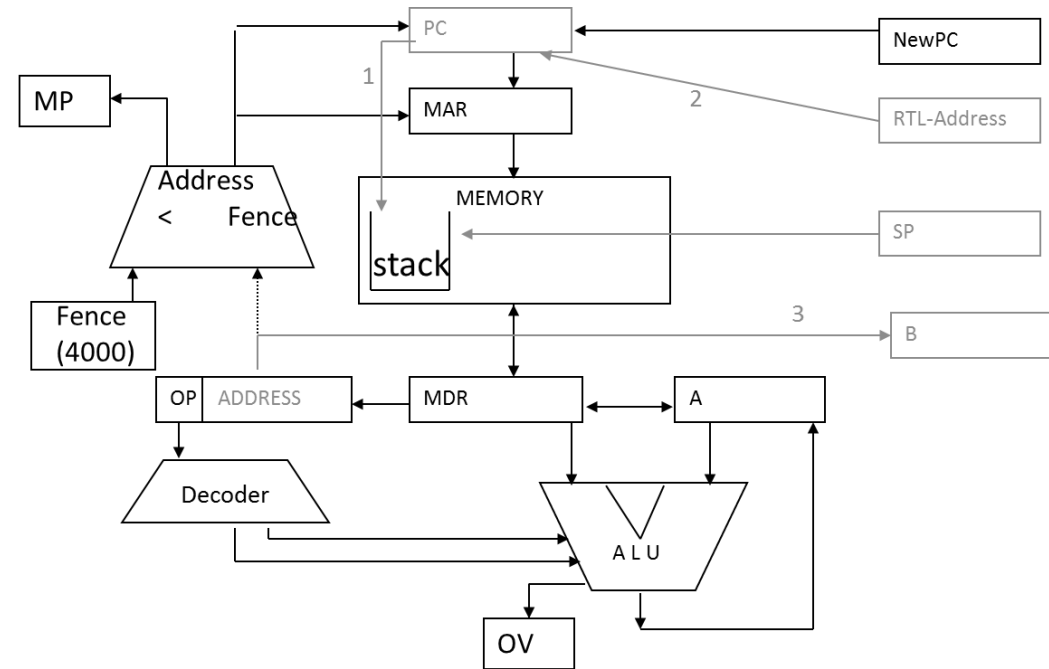 PC
NewPC
1
MP
2
MAR
RTL-Address
Address
< Fence
MEMORY
stack
SP
Fence
(4000)
3
B
OP ADDRESS
MDR
A
Decoder
A L U
OV